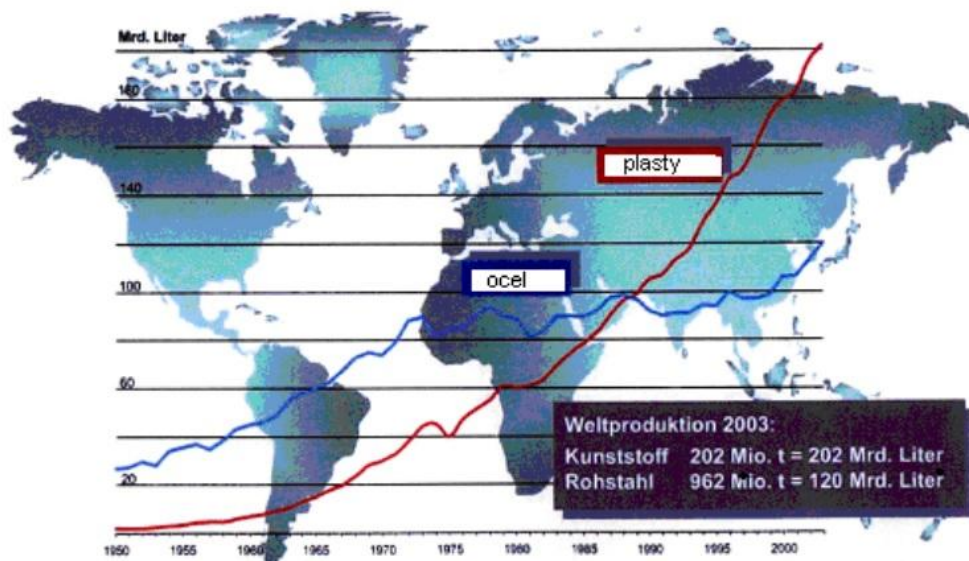 Mrd. Liter
160
plasty
140
ocel
100
60
20
Weltproduktion 2003:
Kunststoff 202 Mio. t = 202 Mrd. Liter
Rohstahl 962 Mio. t = 120 Mrd. Liter
1950 1955 1960 1965 1970 1975 1980 1985 1990 1995 2000